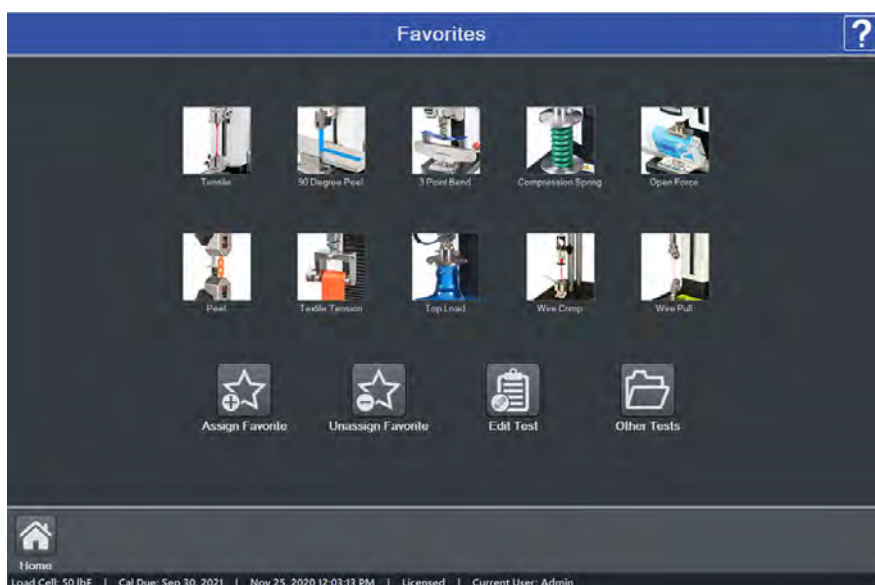 Favorites
?
Tensile
90 Degree Peel
3 Point Bend
Compression Spring
Open Force
Peel
Textile Tension
Top Load
Wire Crimp
Wire Pull
Assign Favorite
Unassign Favorite
Edit Test
Other Tests
Home
Load Cell: 50 lbF | Cal Due: Sep 30, 2021 | Nov 25, 2020 12:03:13 PM | Licensed | Current User: Admin